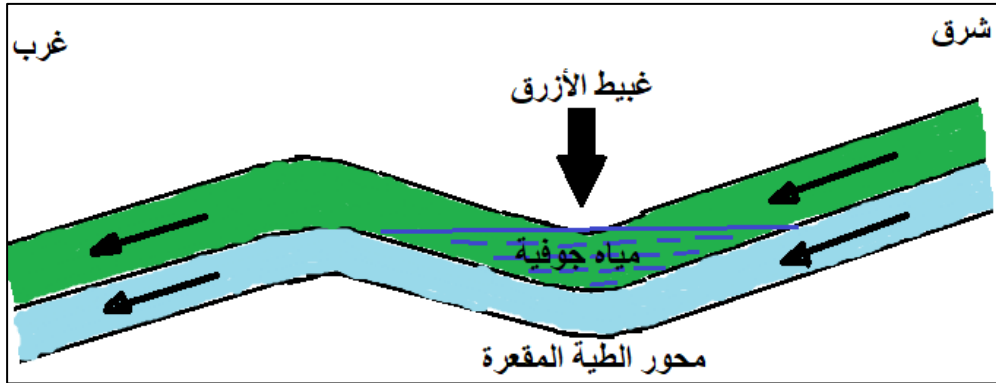 شرق
غرب
غبيط الأزرق
مياه جوفية
محور الطية المقعرة